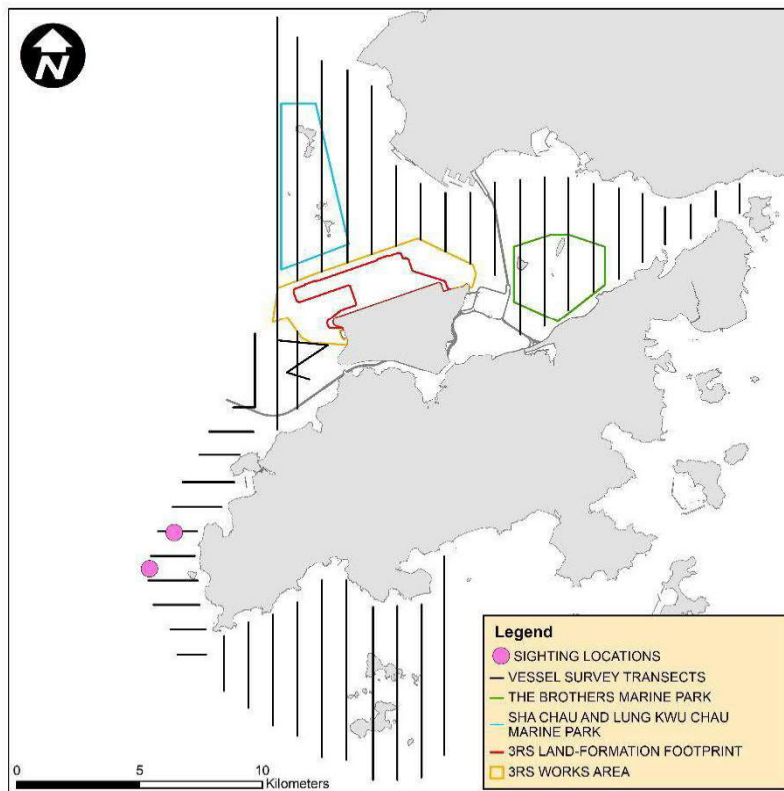 N
Legend
SIGHTING LOCATIONS
VESSEL SURVEY TRANSECTS
THE BROTHERS MARINE PARK
SHA CHAU AND LUNG KWU CHAU
MARINE PARK
3RS LAND-FORMATION FOOTPRINT
3RS WORKS AREA
0 5 10
Kilometers